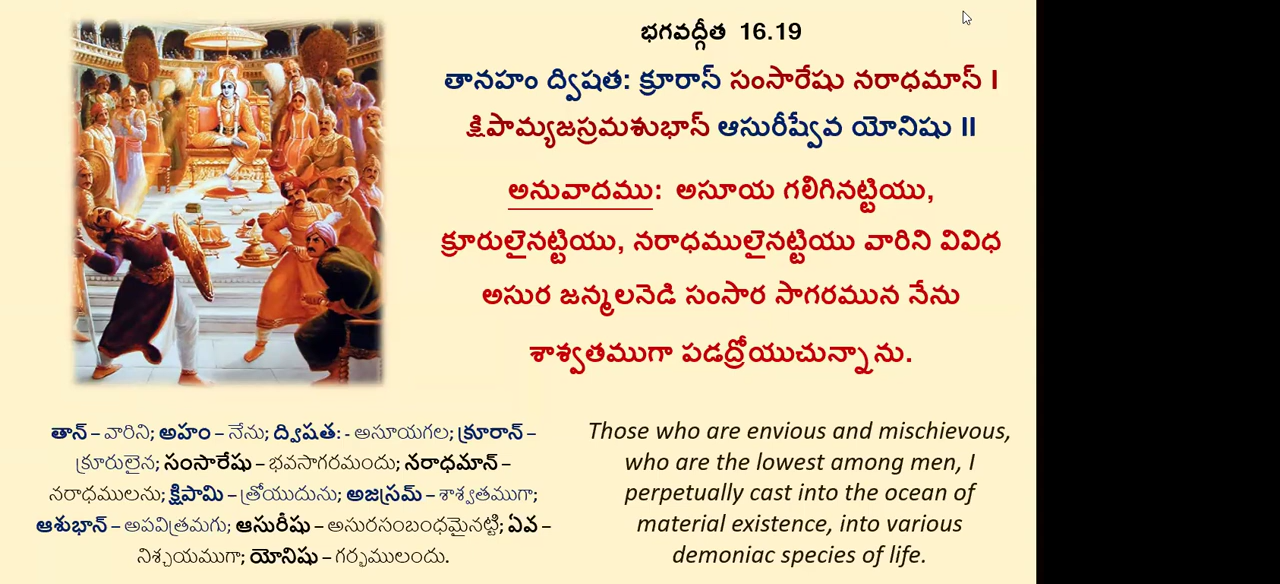 భగవద్గీత 16.19
తానహం ద్విషత: క్రూరాస్ సంసారేషు నరాధమాస్ I
క్షిపామ్యజస్రమశుభాస్ ఆసురీష్వేవ యోనిషు II
అనువాదము: అసూయ గలిగినట్టియు,
క్రూరులైనట్టియు, నరాధములైనట్టియు వారిని వివిధ
అసుర జన్మలనెడి సంసార సాగరమున నేను
శాశ్వతముగా పడద్రోయుచున్నాను.
తాన్ – వారిని; అహం – నేను; ద్విషత: - అసూయగల; క్రూరాన్ –
క్రూరులైన; సంసారేషు – భవసాగరమందు; నరాధమాన్ –
నరాధములను; క్షిపామి – త్రోయుదును; అజస్రమ్ – శాశ్వతముగా;
ఆశుభాన్ – అపవిత్రమగు; ఆసురీషు – అసురసంబంధమైనట్టి; ఏవ –
నిశ్చయముగా; యోనిషు – గర్భములందు.
Those who are envious and mischievous,
who are the lowest among men, I
perpetually cast into the ocean of
material existence, into various
demoniac species of life.